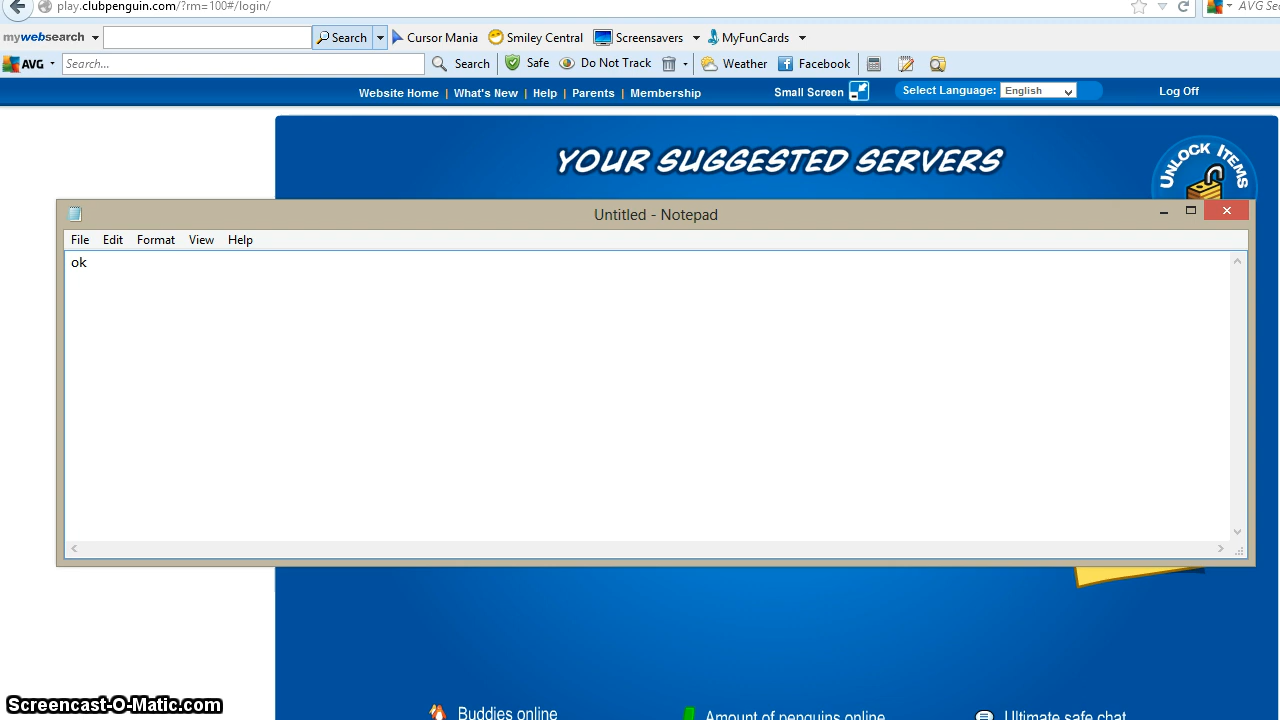 play.clubpenguin.com/?rm=100#/login/ AVG Sec
mywebsearch Search Cursor Mania Smiley Central Screensavers MyFunCards
AVG Search... Search Safe Do Not Track Weather Facebook
Website Home | What's New | Help | Parents | Membership Small Screen Select Language: English Log Off
YOUR SUGGESTED SERVERS
UNLOCK ITEMS
Untitled - Notepad
File Edit Format View Help
ok
Buddies online Amount of penguins online Ultimate safe chat
Screencast-O-Matic.com